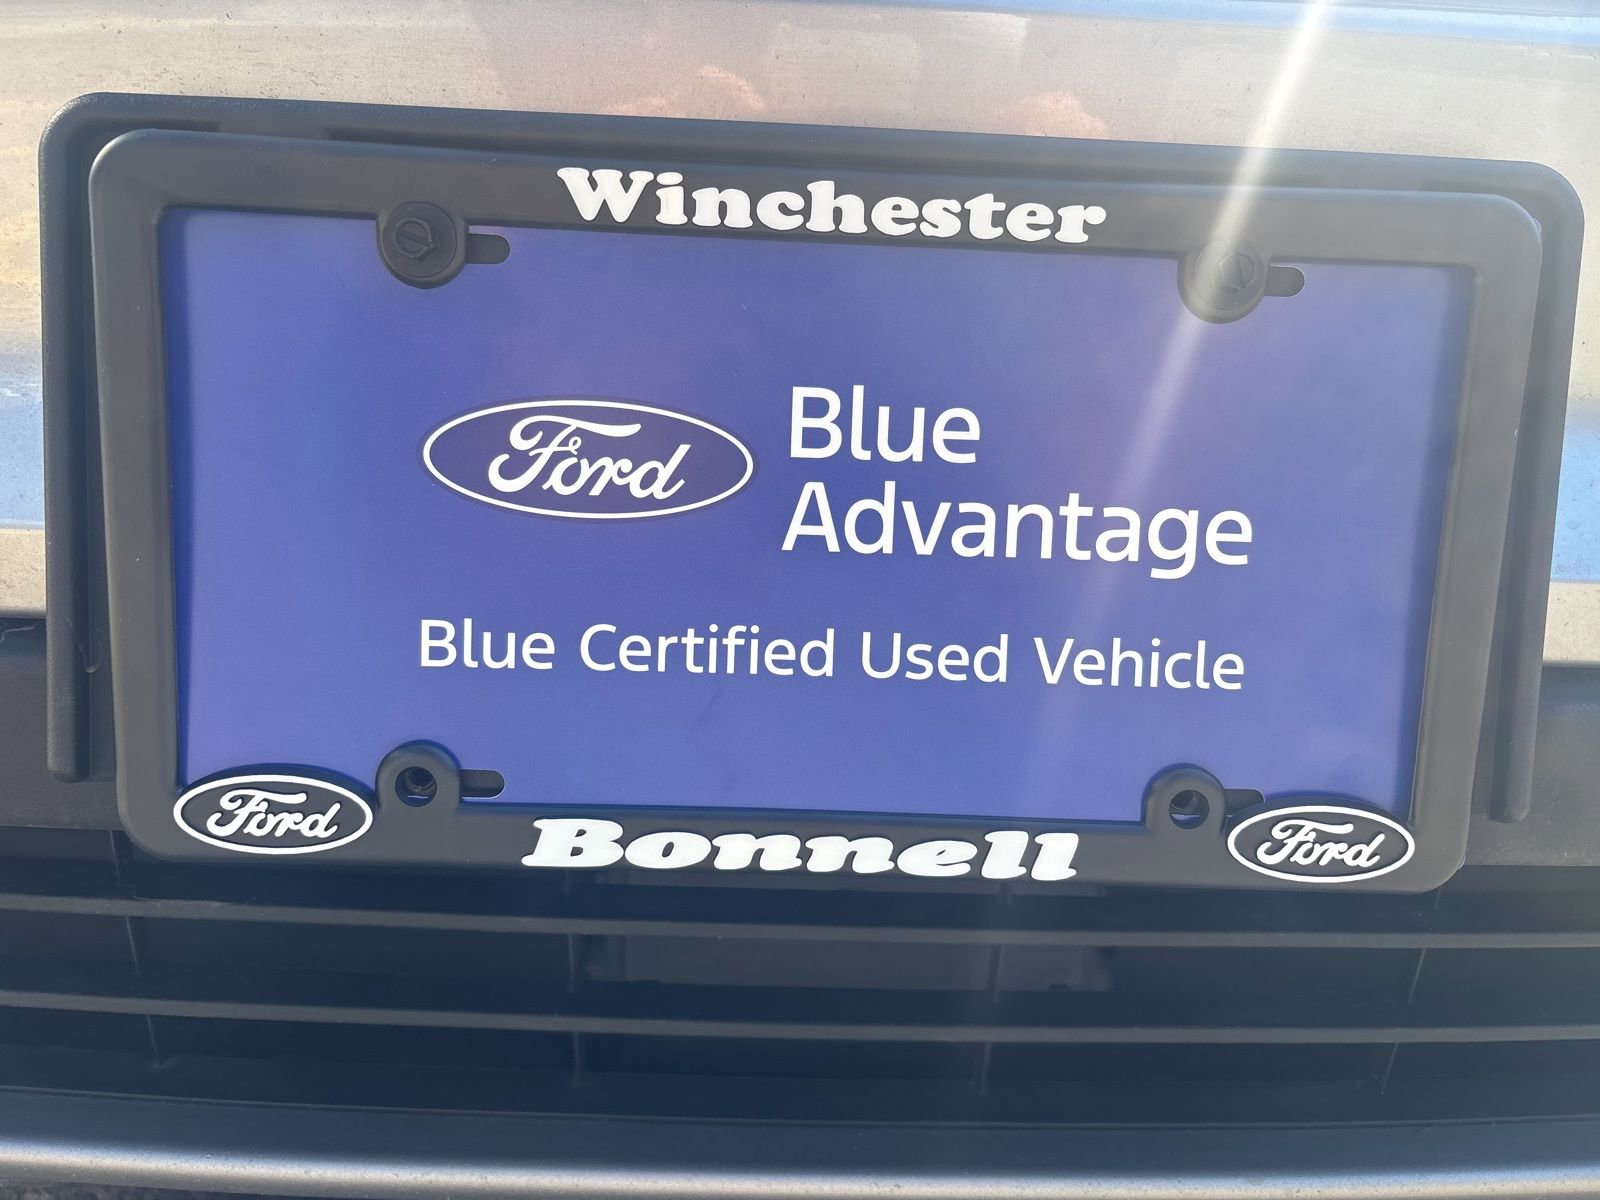 Winchester
Ford
Blue
Advantage
Blue Certified Used Vehicle
Ford
Bonnell
Ford